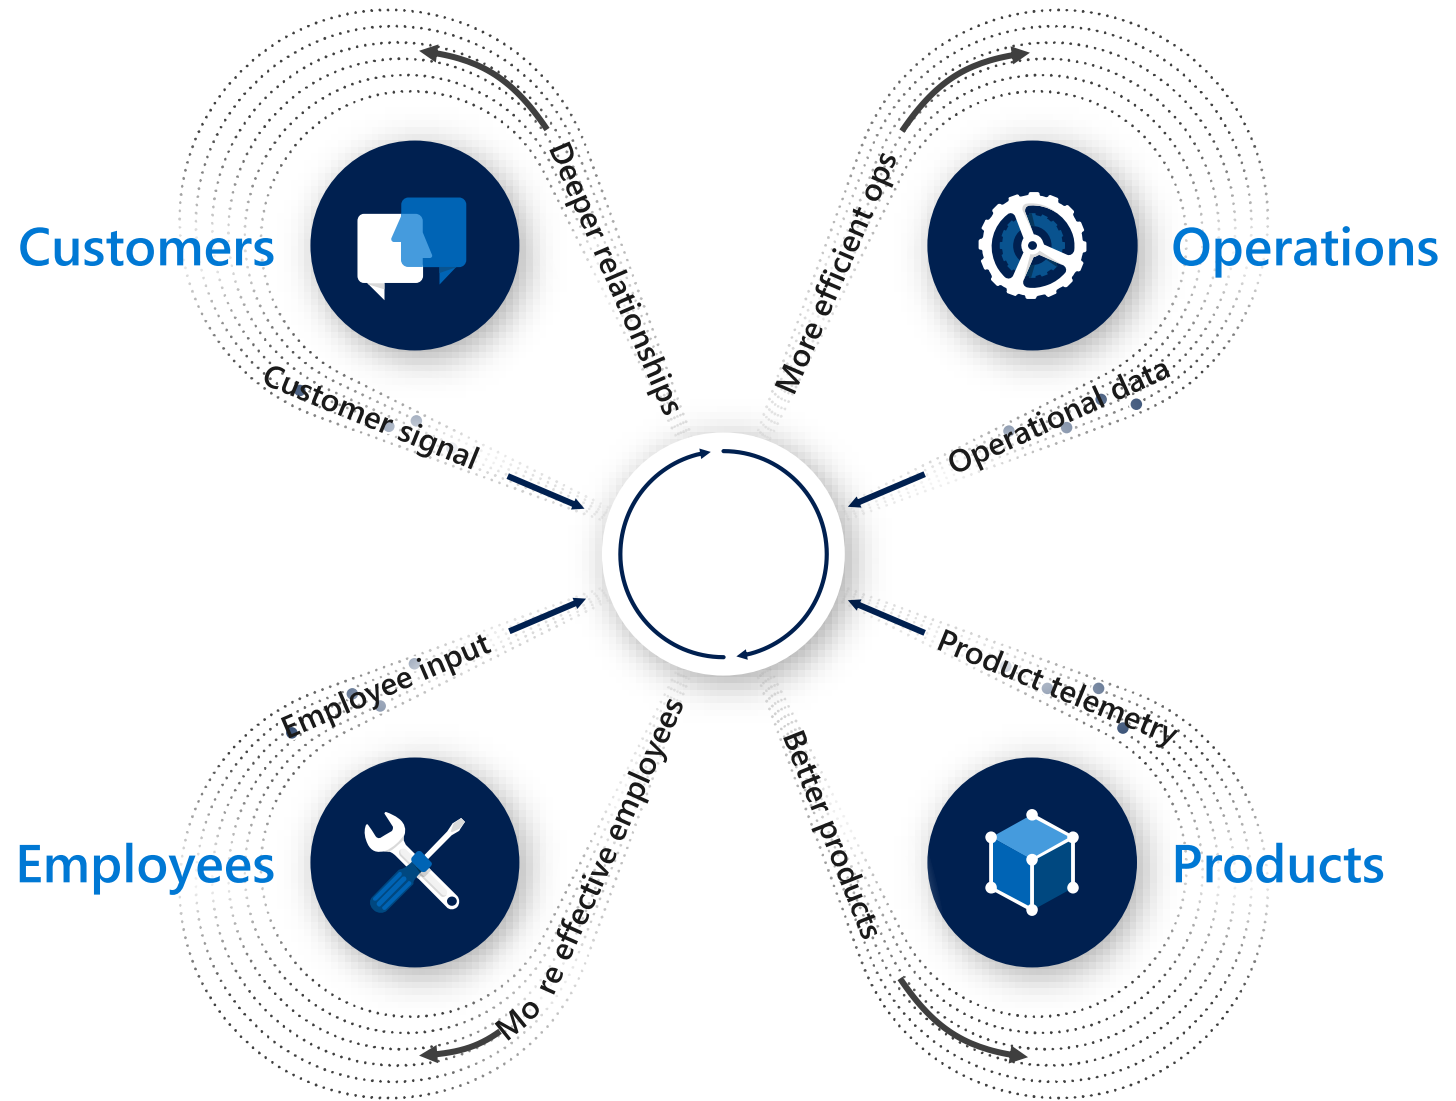 Customers
Deeper relationships
Customer signal
Operations
More efficient ops
Operational data
Employees
Employee input
Mo re effective employees
Products
Product telemetry
Better products